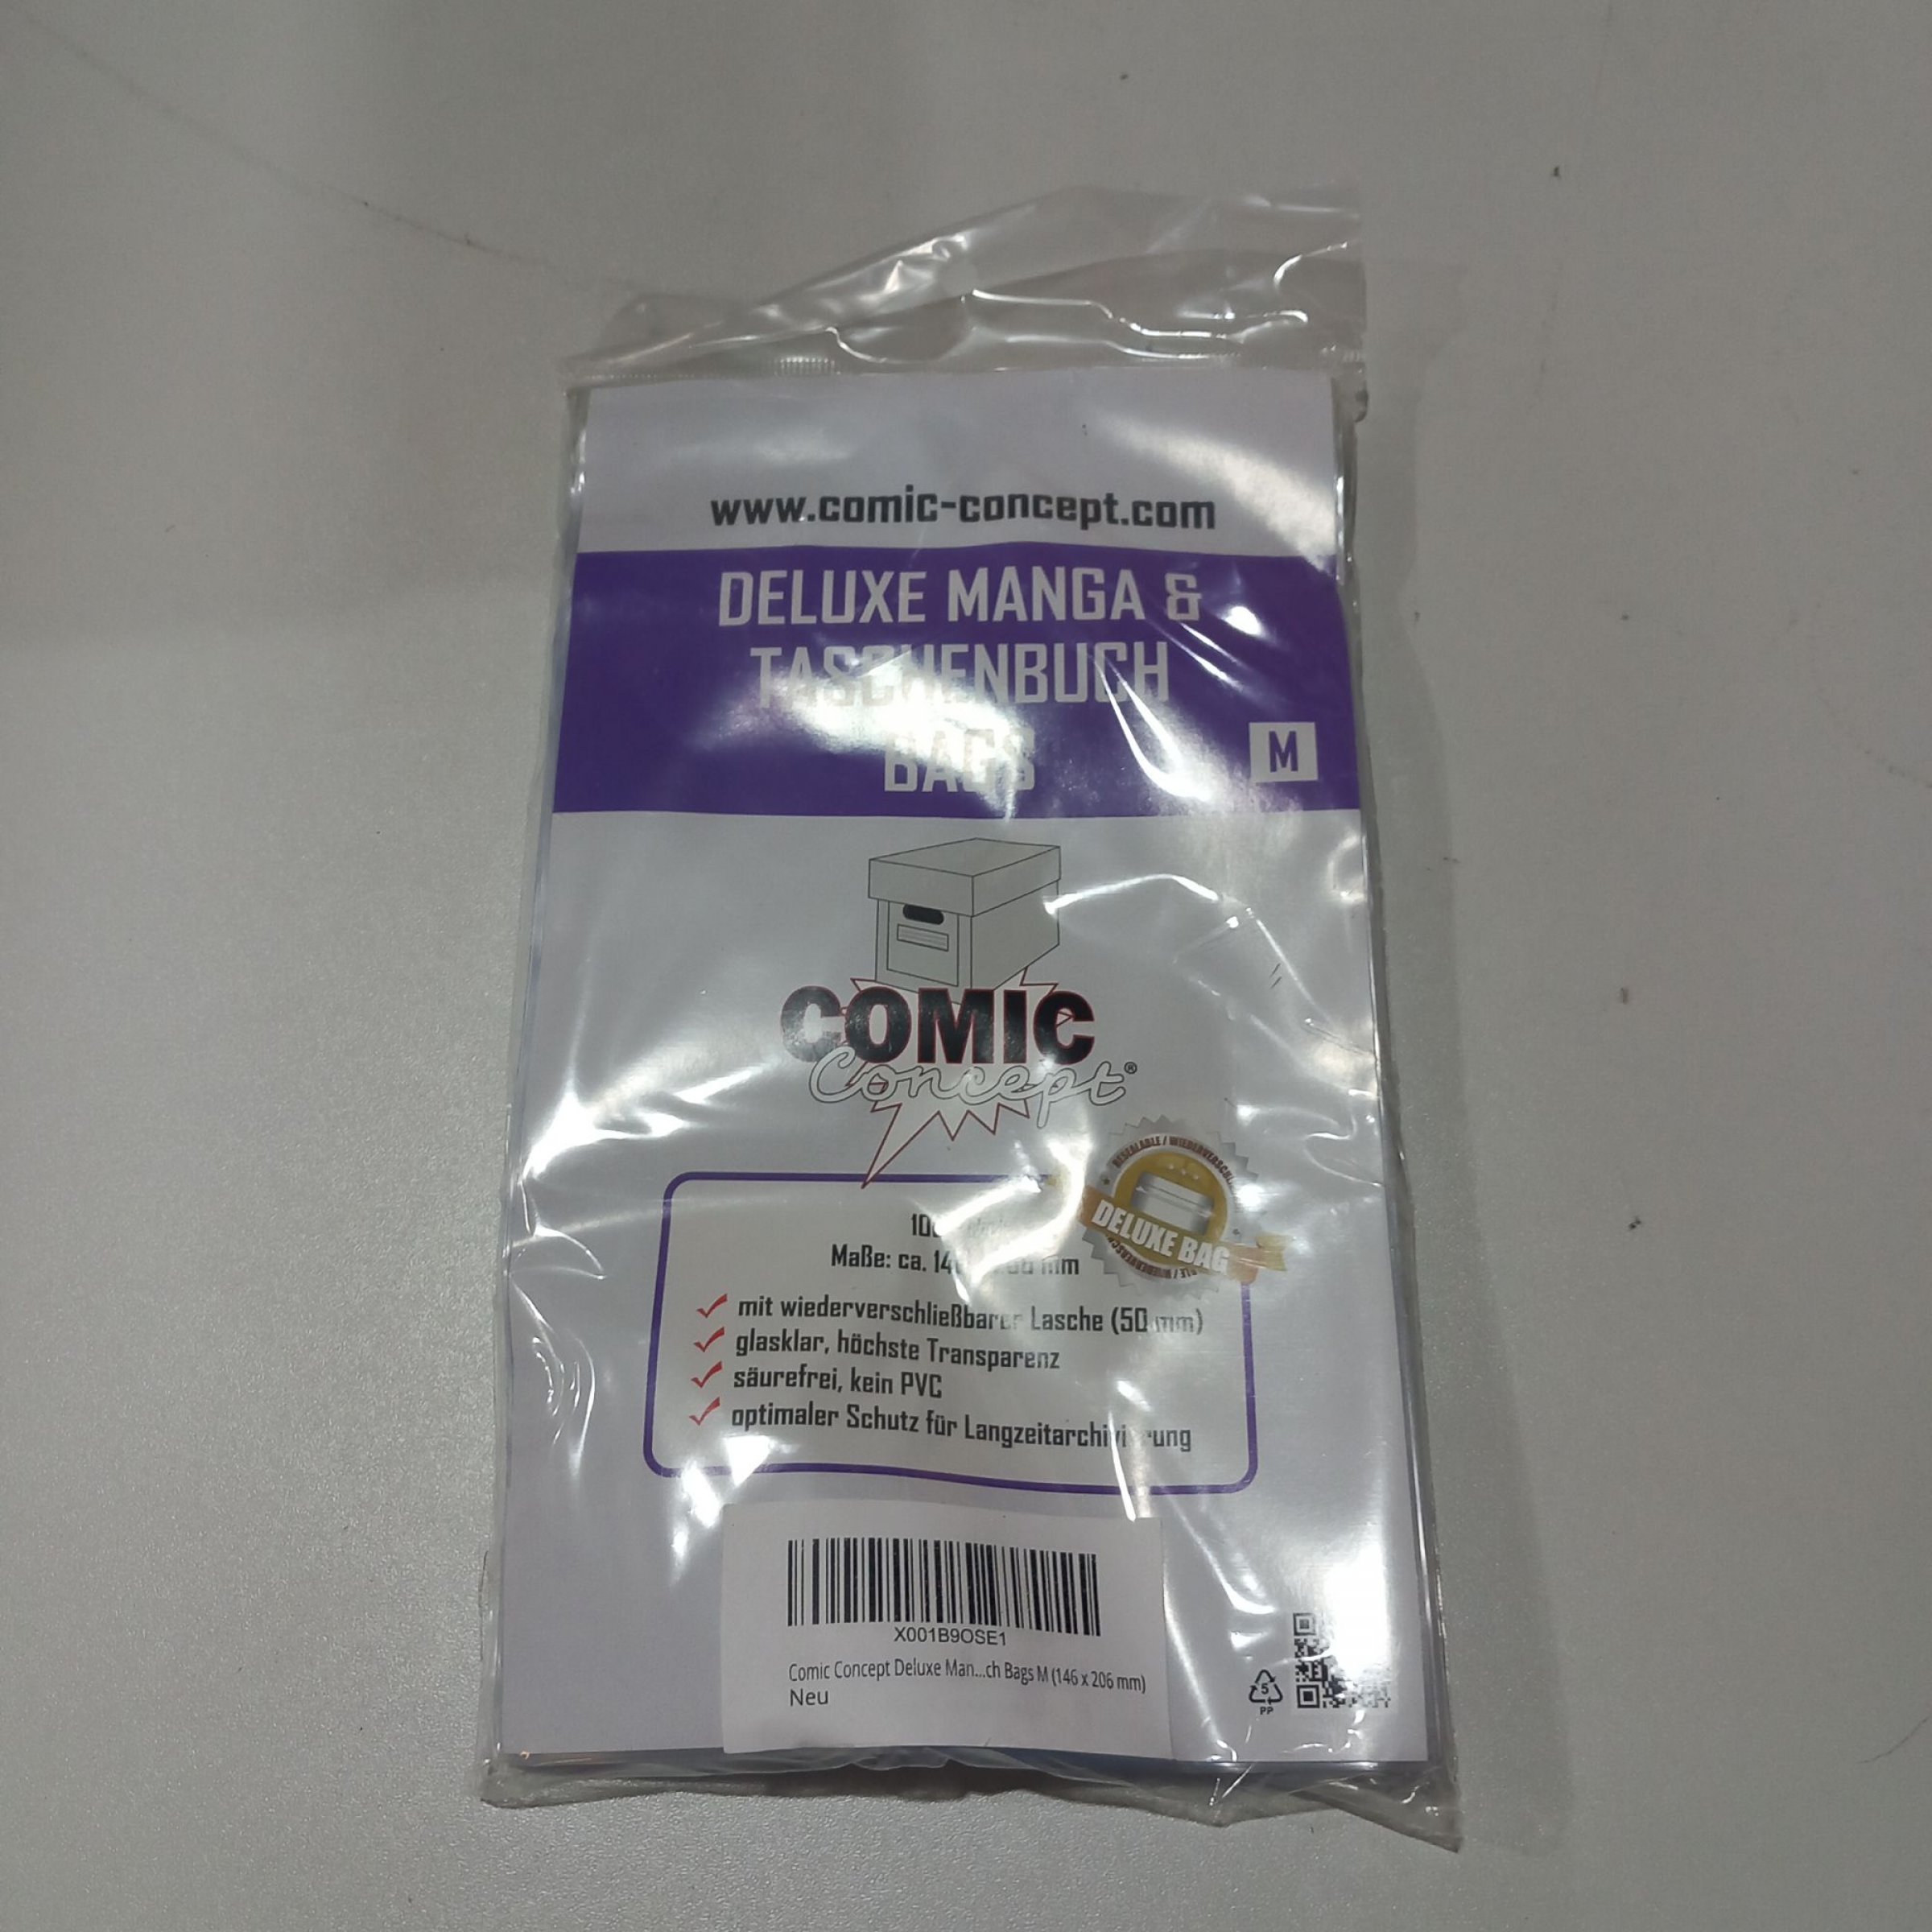 www.comic-concept.com
DELUXE MANGA &
TASCHENBUCH
BAGS
M
COMIC
Concept®
RESEALABLE /
DELUXE BAG
Maße: ca. mm
mit wiederverschließbarer Lasche (50 mm)
glasklar, höchste Transparenz
säurefrei, kein PVC
optimaler Schutz für Langzeitarchivierung
X001B9OSE1
Comic Concept Deluxe Man...ch Bags M (146 x 206 mm)
Neu
5
PP